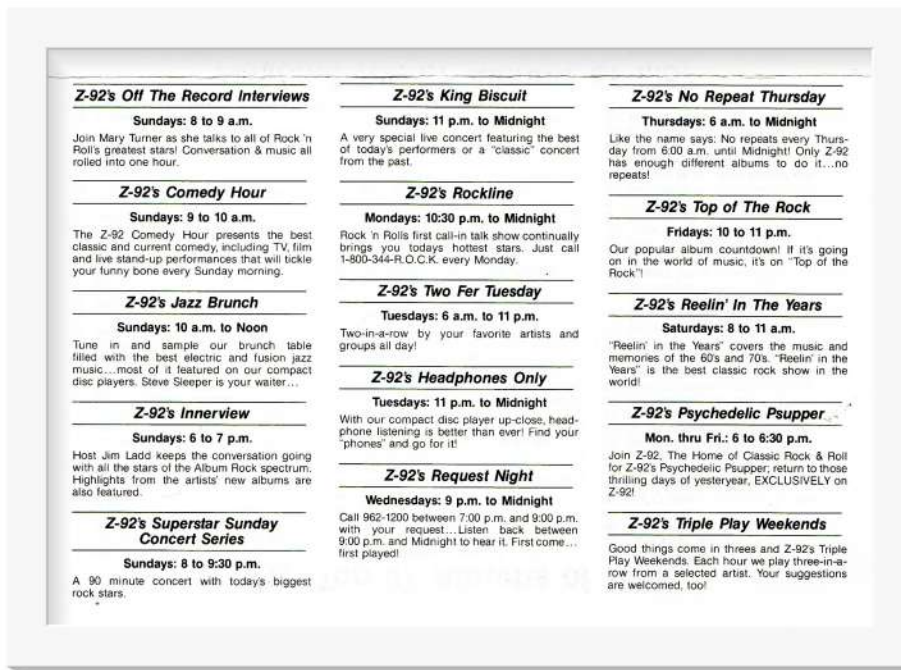 Z-92's Off The Record Interviews
Sundays: 8 to 9 a.m.
Join Mary Turner as she talks to all of Rock 'n
Roll's greatest stars! Conversation & music all
rolled into one hour.
Z-92's Comedy Hour
Sundays: 9 to 10 a.m.
The Z-92 Comedy Hour presents the best
classic and current comedy, including TV, film
and live stand-up performances that will tickle
your funny bone every Sunday morning.
Z-92's Jazz Brunch
Sundays: 10 a.m. to Noon
Tune in and sample our brunch table
filled with the best electric and fusion jazz
music...most of it featured on our compact
disc players. Steve Sleeper is your waiter...
Z-92's Innerview
Sundays: 6 to 7 p.m.
Host Jim Ladd keeps the conversation going
with all the stars of the Album Rock spectrum.
Highlights from the artists' new albums are
also featured.
Z-92's Superstar Sunday
Concert Series
Sundays: 8 to 9:30 p.m.
A 90 minute concert with today's biggest
rock stars.
Z-92's King Biscuit
Sundays: 11 p.m. to Midnight
A very special live concert featuring the best
of today's performers or a "classic" concert
from the past.
Z-92's Rockline
Mondays: 10:30 p.m. to Midnight
Rock 'n Rolls first call-in talk show continually
brings you todays hottest stars. Just call
1-800-344-R.O.C.K. every Monday.
Z-92's Two Fer Tuesday
Tuesdays: 6 a.m. to 11 p.m.
Two-in-a-row by your favorite artists and
groups all day!
Z-92's Headphones Only
Tuesdays: 11 p.m. to Midnight
With our compact disc player up-close, head-
phone listening is better than ever! Find your
"phones" and go for it!
Z-92's Request Night
Wednesdays: 9 p.m. to Midnight
Call 962-1200 between 7:00 p.m. and 9:00 p.m.
with your request...Listen back between
9:00 p.m. and Midnight to hear it. First come...
first played!
Z-92's No Repeat Thursday
Thursdays: 6 a.m. to Midnight
Like the name says: No repeats every Thurs-
day from 6:00 a.m. until Midnight! Only Z-92
has enough different albums to do it...no
repeats!
Z-92's Top of The Rock
Fridays: 10 to 11 p.m.
Our popular album countdown! If it's going
on in the world of music, it's on "Top of the
Rock"!
Z-92's Reelin' In The Years
Saturdays: 8 to 11 a.m.
"Reelin' in the Years" covers the music and
memories of the 60's and 70's. "Reelin' in the
Years" is the best classic rock show in the
world!
Z-92's Psychedelic Psupper
Mon. thru Fri.: 6 to 6:30 p.m.
Join Z-92, The Home of Classic Rock & Roll
for Z-92's Psychedelic Psupper; return to those
thrilling days of yesteryear, EXCLUSIVELY on
Z-92!
Z-92's Triple Play Weekends
Good things come in threes and Z-92's Triple
Play Weekends. Each hour we play three-in-a-
row from a selected artist. Your suggestions
are welcomed, too!